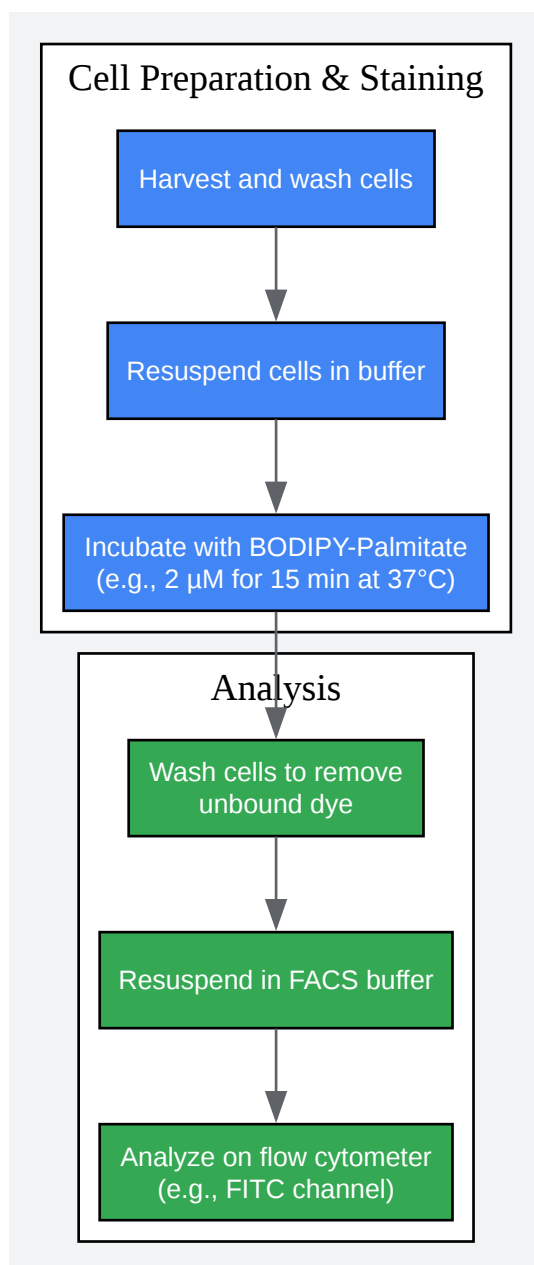 Cell Preparation & Staining
Harvest and wash cells
Resuspend cells in buffer
Incubate with BODIPY-Palmitate
(e.g., 2 µM for 15 min at 37°C)
Analysis
Wash cells to remove
unbound dye
Resuspend in FACS buffer
Analyze on flow cytometer
(e.g., FITC channel)